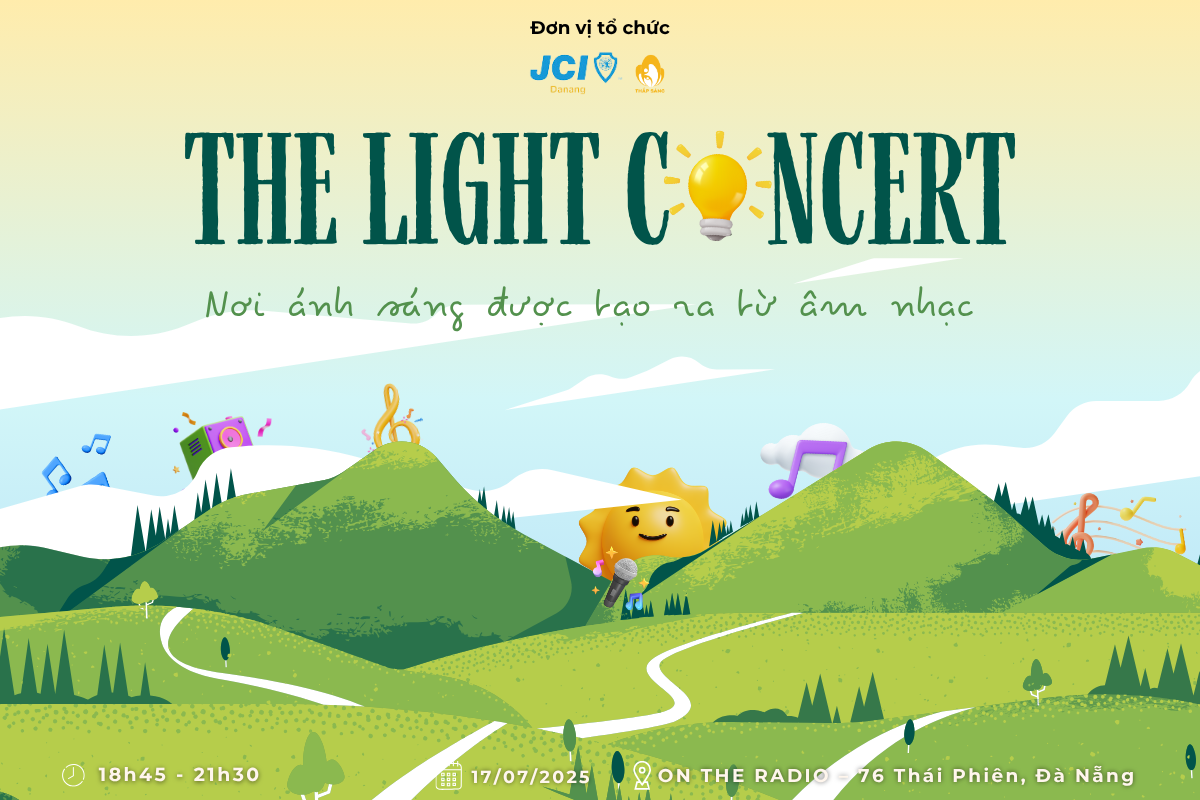 Đơn vị tổ chức
JCI
Danang
THẮP SÁNG
THE LIGHT CONCERT
Nơi ánh sáng được tạo ra từ âm nhạc
18h45 - 21h30
17/07/2025
ON THE RADIO - 76 Thái Phiên, Đà Nẵng